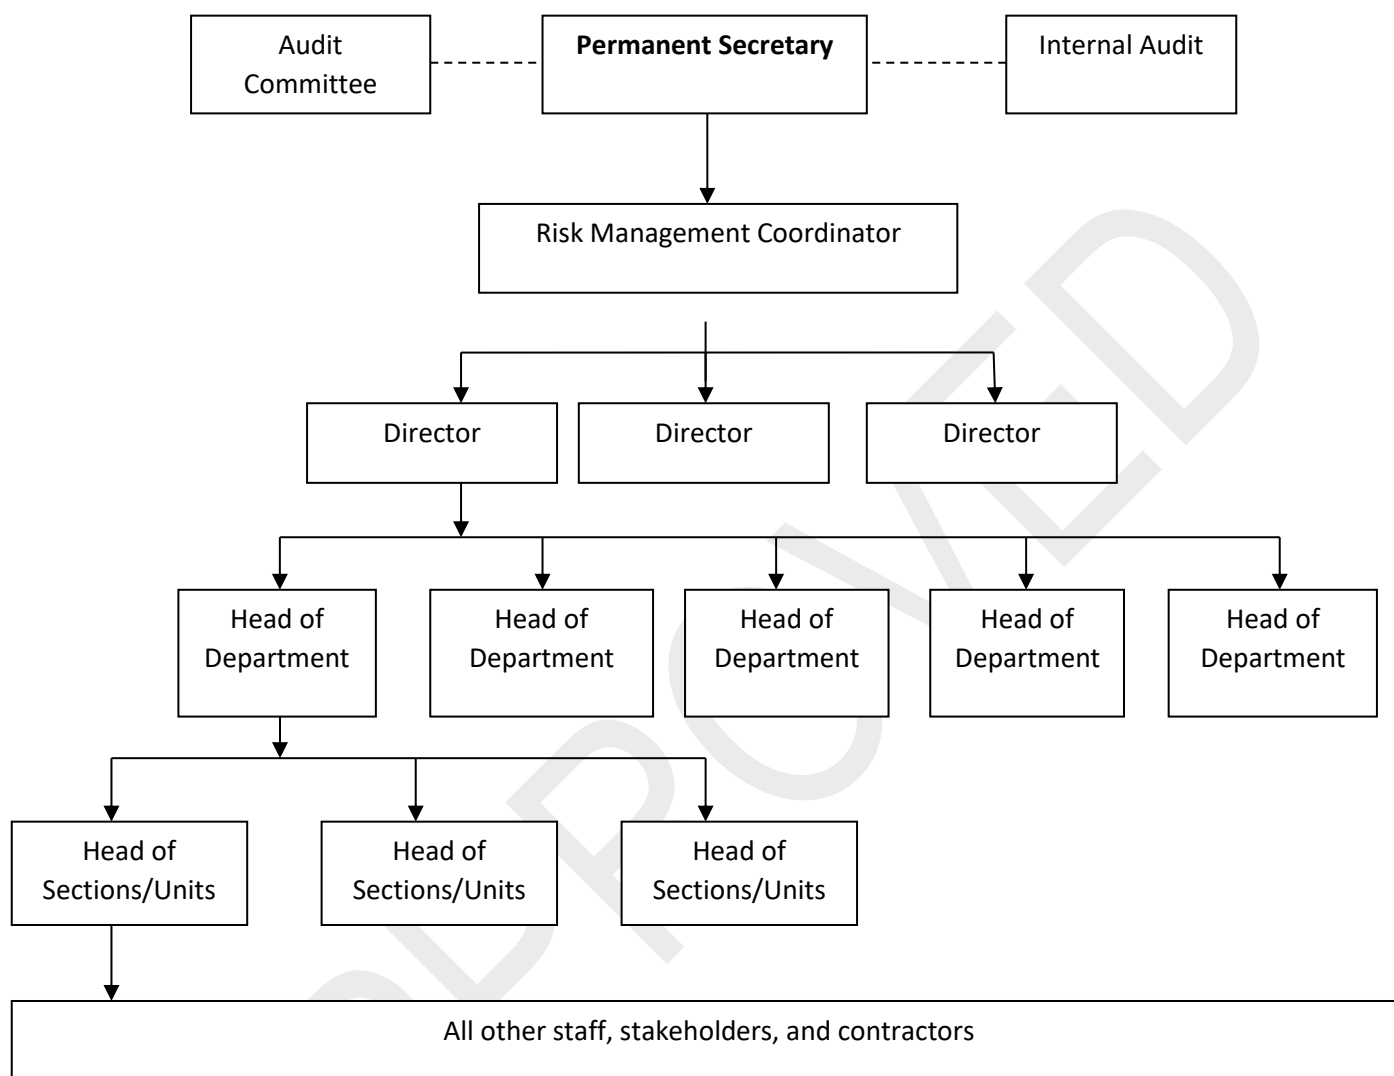 Audit
Committee
Permanent Secretary
Internal Audit
Risk Management Coordinator
Director
Director
Director
Head of
Department
Head of
Department
Head of
Department
Head of
Department
Head of
Department
Head of
Sections/Units
Head of
Sections/Units
Head of
Sections/Units
All other staff, stakeholders, and contractors